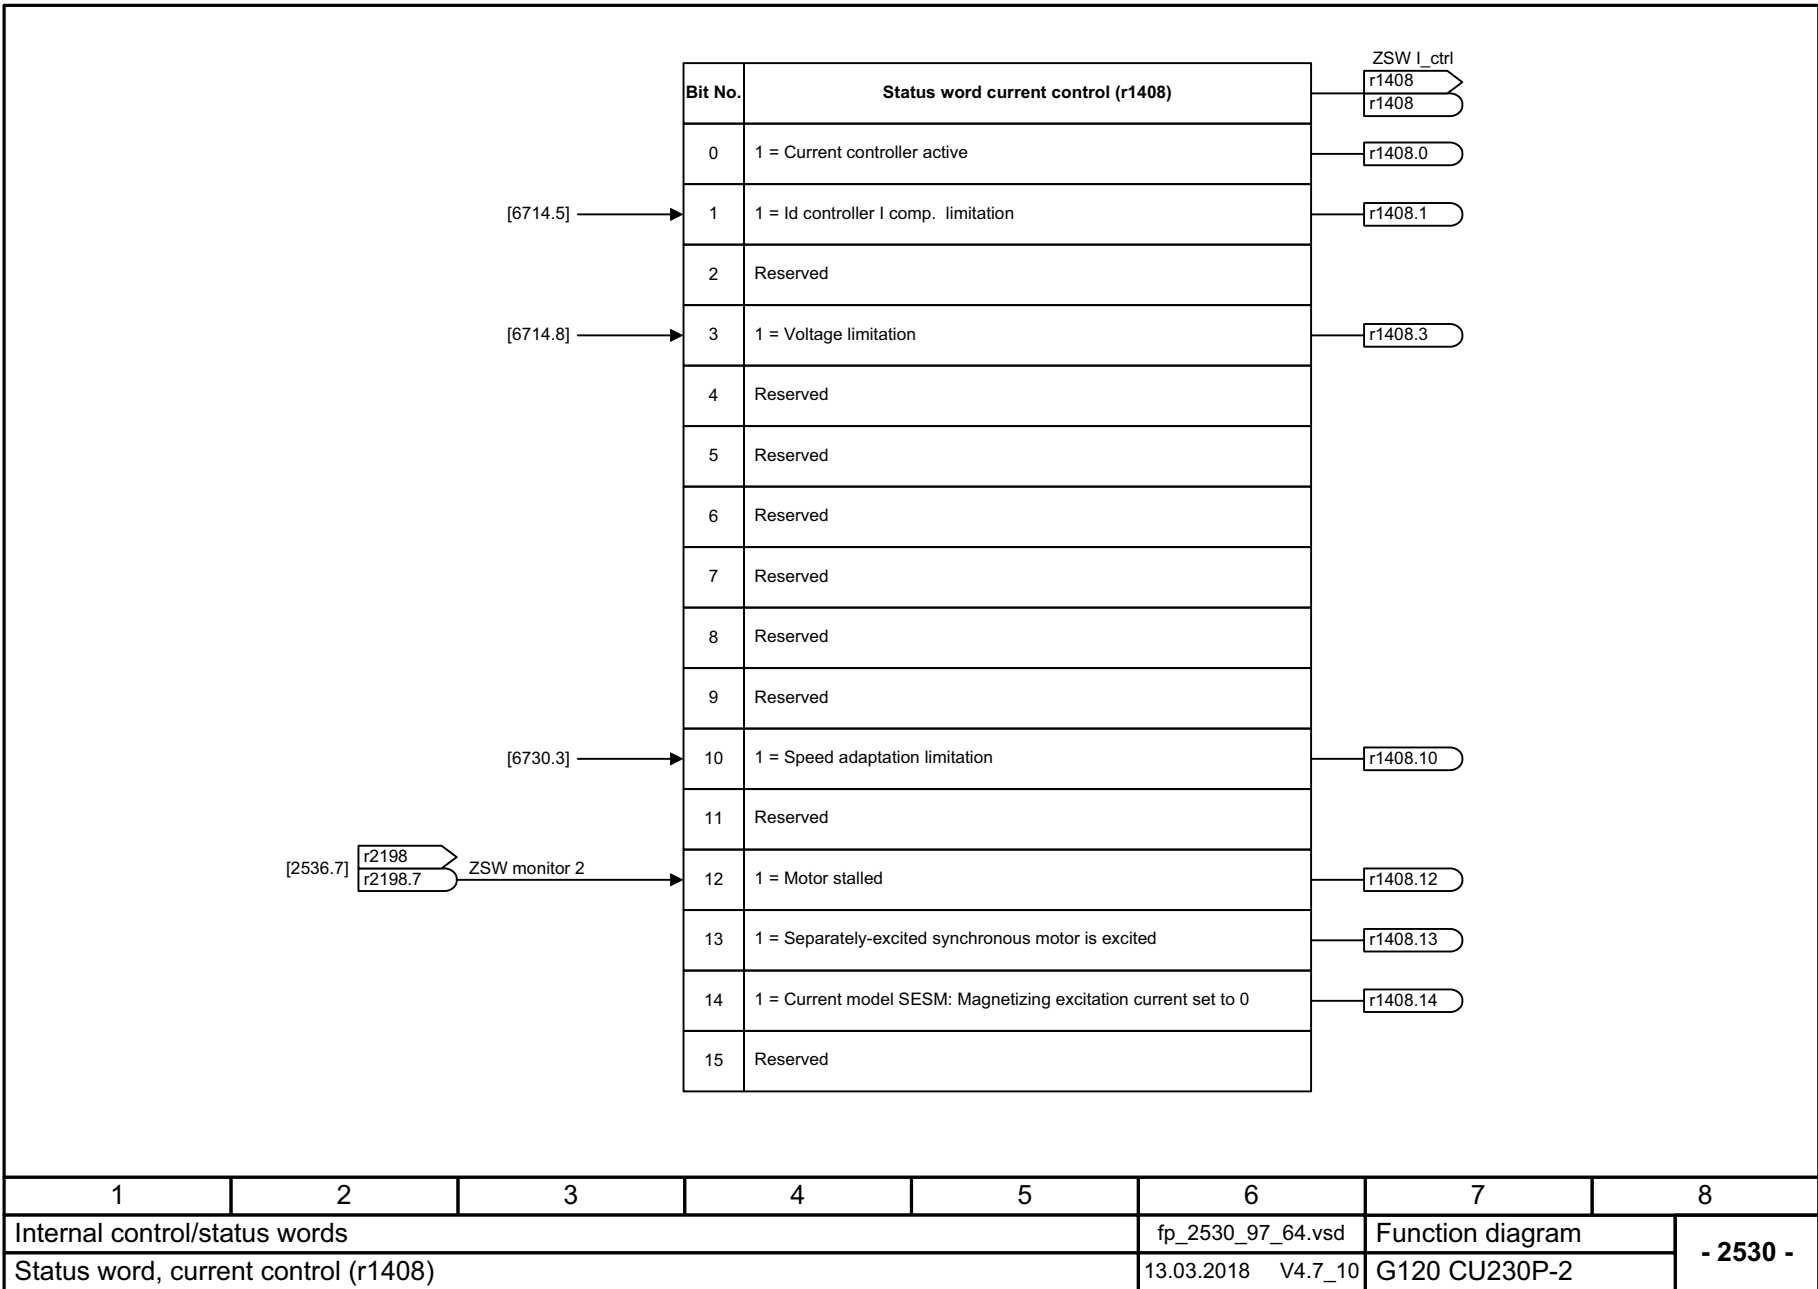 ZSW I_ctrl
Bit No. Status word current control (r1408) r1408
r1408
0 1 = Current controller active r1408.0
[6714.5] 1 1 = Id controller I comp. limitation r1408.1
2 Reserved
[6714.8] 3 1 = Voltage limitation r1408.3
4 Reserved
5 Reserved
6 Reserved
7 Reserved
8 Reserved
9 Reserved
[6730.3] 10 1 = Speed adaptation limitation r1408.10
11 Reserved
[2536.7] r2198
r2198.7 ZSW monitor 2 12 1 = Motor stalled r1408.12
13 1 = Separately-excited synchronous motor is excited r1408.13
14 1 = Current model SESM: Magnetizing excitation current set to 0 r1408.14
15 Reserved
1 2 3 4 5 6 7 8
Internal control/status words fp_2530_97_64.vsd Function diagram - 2530 -
Status word, current control (r1408) 13.03.2018 V4.7_10 G120 CU230P-2